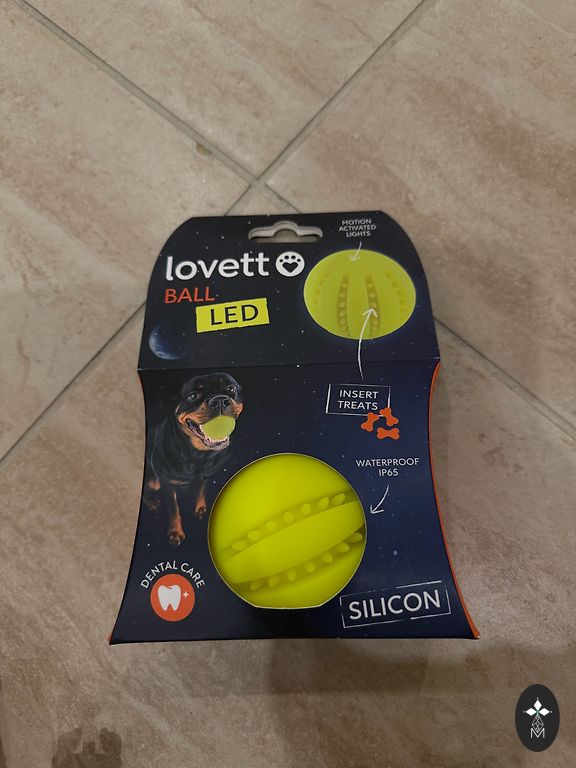 MOTION
ACTIVATED
LIGHTS
lovett
BALL
LED
INSERT
TREATS
WATERPROOF
IP65
DENTAL CARE
SILICON
M